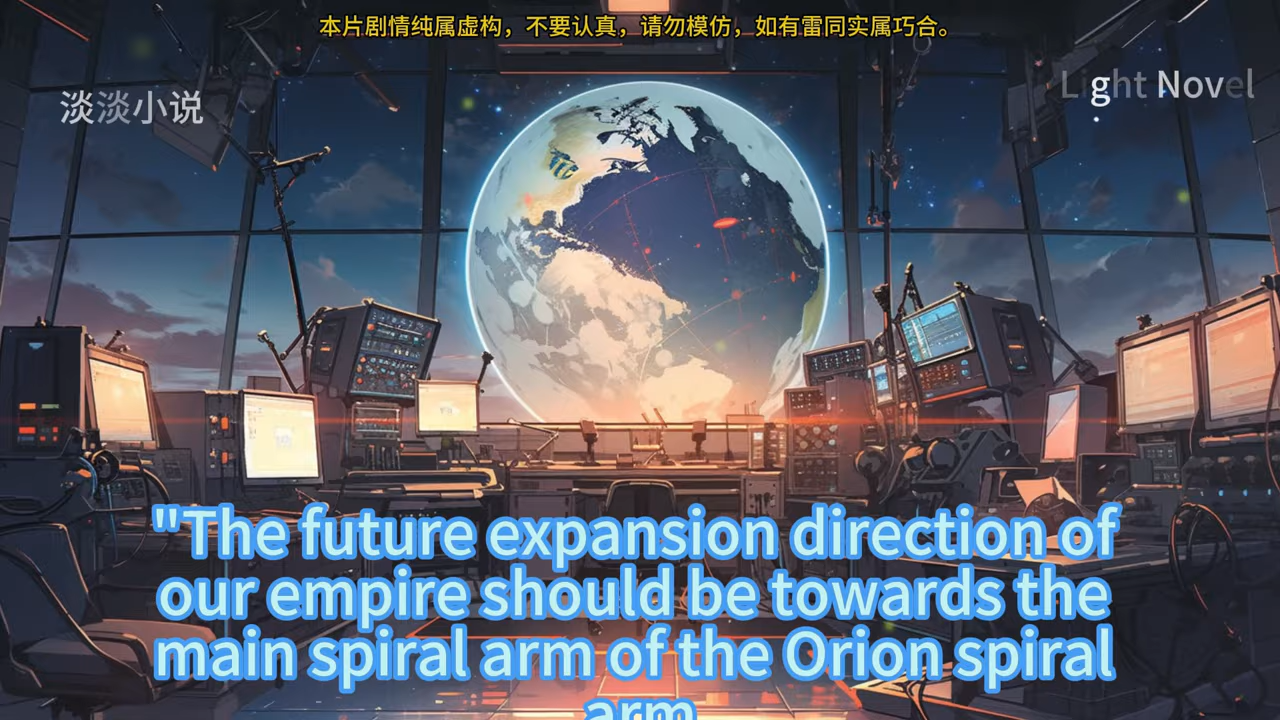 本片剧情纯属虚构，不要认真，请勿模仿，如有雷同实属巧合。
淡淡小说
Light Novel
"The future expansion direction of
our empire should be towards the
main spiral arm of the Orion spiral
arm